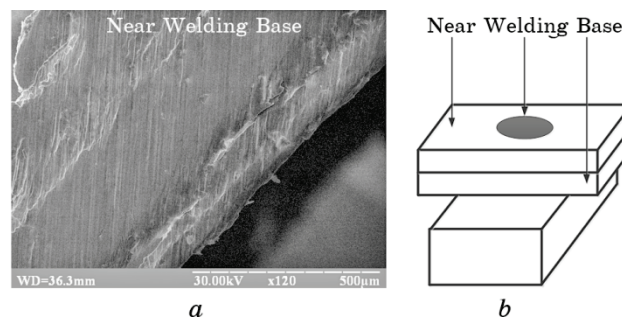 Near Welding Base
WD=36.3mm 30.00kV x120 500µm
a
Near Welding Base
b